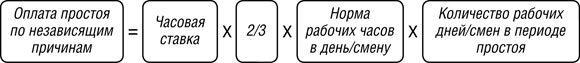 Оплата простоя
по независящим
причинам
=
Часовая
ставка
X
2/3
X
Норма
рабочих часов
в день/смену
X
Количество рабочих
дней/смен в периоде
простоя